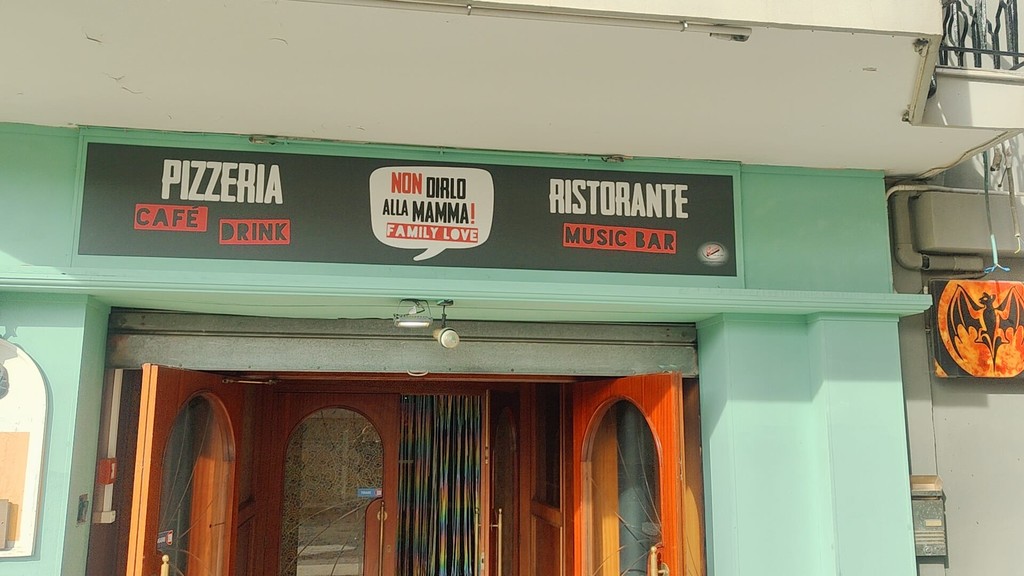 PIZZERIA
CAFÉ DRINK
NON DIRLO
ALLA MAMMA!
FAMILY LOVE
RISTORANTE
MUSIC BAR